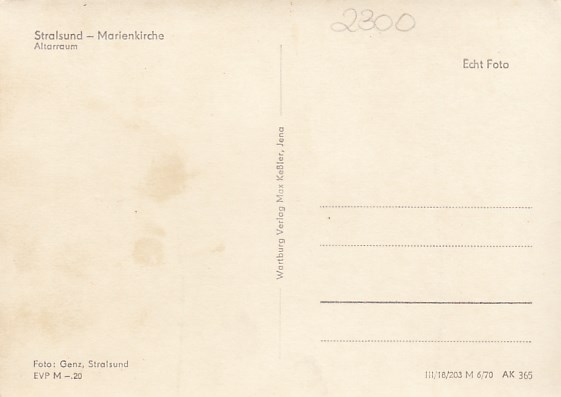 2300
Stralsund – Marienkirche
Altarraum
Echt Foto
Wartburg Verlag Max Keßler, Jena
Foto: Genz, Stralsund
EVP M –.20
III/18/203 M 6/70 AK 365